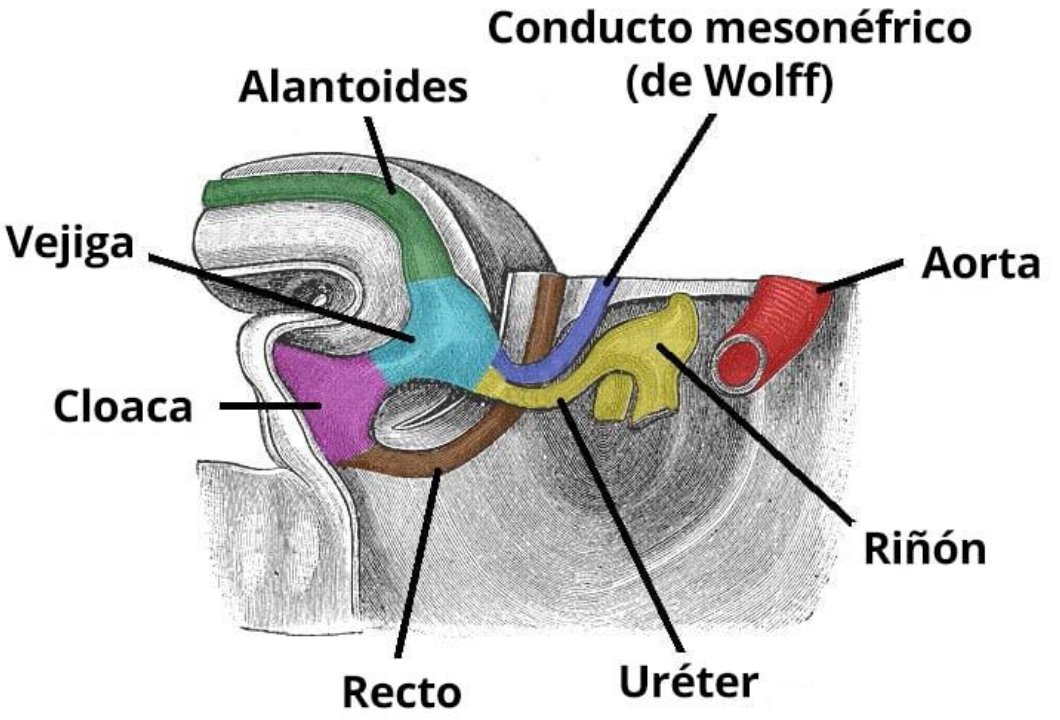 Conducto mesonéfrico
(de Wolff)
Alantoides
Vejiga
Aorta
Cloaca
Riñón
Recto
Uréter